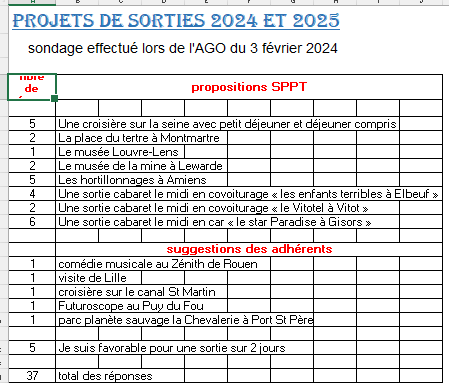 PROJETS DE SORTIES 2024 ET 2025
sondage effectué lors de l'AGO du 3 février 2024
de
propositions SPPT
5 Une croisière sur la seine avec petit déjeuner et déjeuner compris
2 La place du tertre à Montmartre
1 Le musée Louvre-Lens
2 Le musée de la mine à Lewarde
5 Les hortillonnages à Amiens
4 Une sortie cabaret le midi en covoiturage « les enfants terribles à Elbeuf »
2 Une sortie cabaret le midi en covoiturage « le Vitotel à Vitot »
6 Une sortie cabaret le midi en car « le star Paradise à Gisors »
suggestions des adhérents
1 comédie musicale au Zénith de Rouen
1 visite de Lille
1 croisière sur le canal St Martin
1 Futuroscope au Puy du Fou
1 parc planète sauvage la Chevalerie à Port St Père
5 Je suis favorable pour une sortie sur 2 jours
37 total des réponses